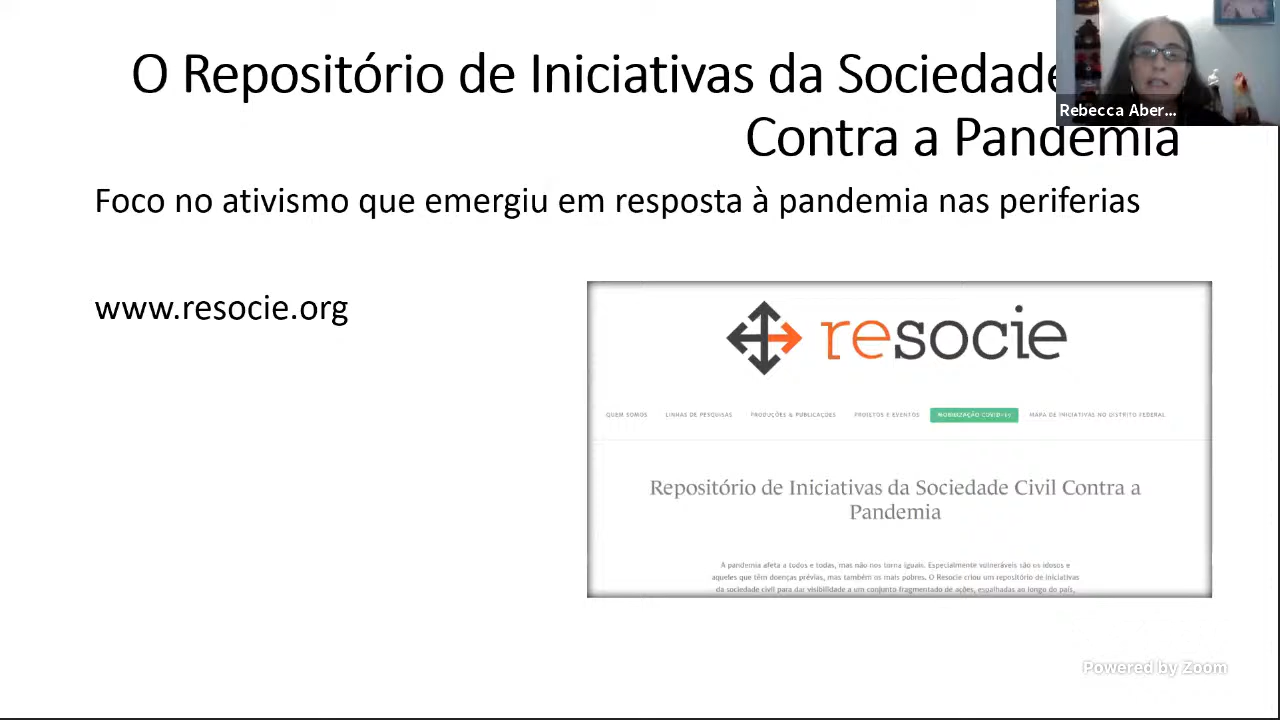 O Repositório de Iniciativas da Sociedade
Contra a Pandemia
Rebecca Aber...
Foco no ativismo que emergiu em resposta à pandemia nas periferias
www.resocie.org
resocie
QUEM SOMOS LINHAS DE PESQUISAS PRODUÇÕES & PUBLICAÇÕES PROJETOS E EVENTOS MOBILIZAÇÃO COVID-19 MAPA DE INICIATIVAS NO DISTRITO FEDERAL
Repositório de Iniciativas da Sociedade Civil Contra a
Pandemia
A pandemia afeta a todos e todas, mas não nos torna iguais. Especialmente vulneráveis são os idosos e
aqueles que têm doenças prévias, mas também os mais pobres. O Resocie criou um repositório de iniciativas
da sociedade civil para dar visibilidade a um conjunto fragmentado de ações, espalhadas ao longo do país,
Powered by Zoom